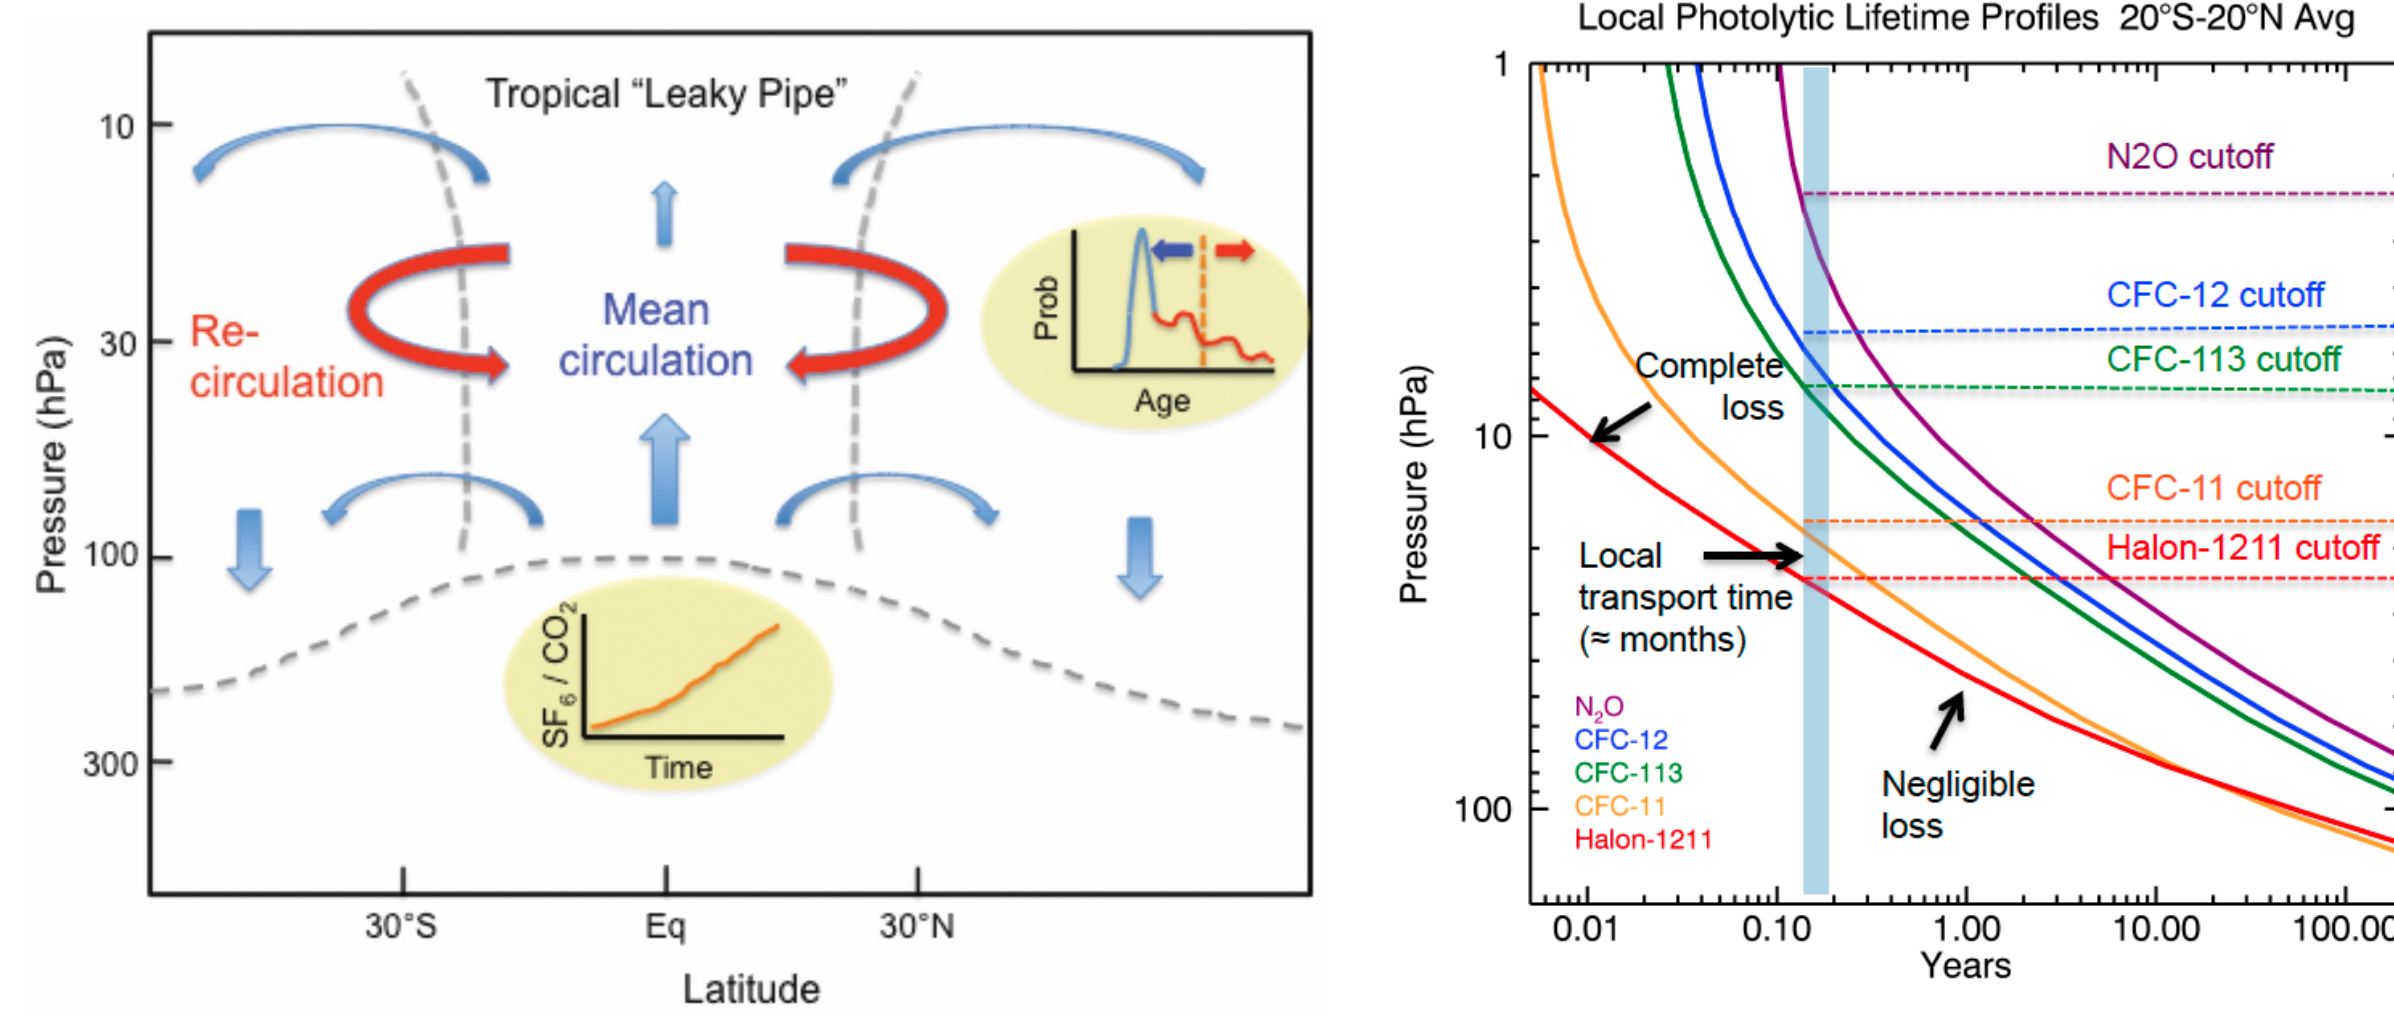 Tropical “Leaky Pipe”
10
30
100
300
Pressure (hPa)
Re-
circulation
Mean
circulation
Prob
Age
SF6 / CO2
Time
30°S
Eq
30°N
Latitude
Local Photolytic Lifetime Profiles 20°S-20°N Avg
1
10
100
Pressure (hPa)
N2O cutoff
CFC-12 cutoff
CFC-113 cutoff
CFC-11 cutoff
Halon-1211 cutoff
Complete
loss
Local
transport time
(≈ months)
Negligible
loss
N2O
CFC-12
CFC-113
CFC-11
Halon-1211
0.01
0.10
1.00
10.00
100.00
Years